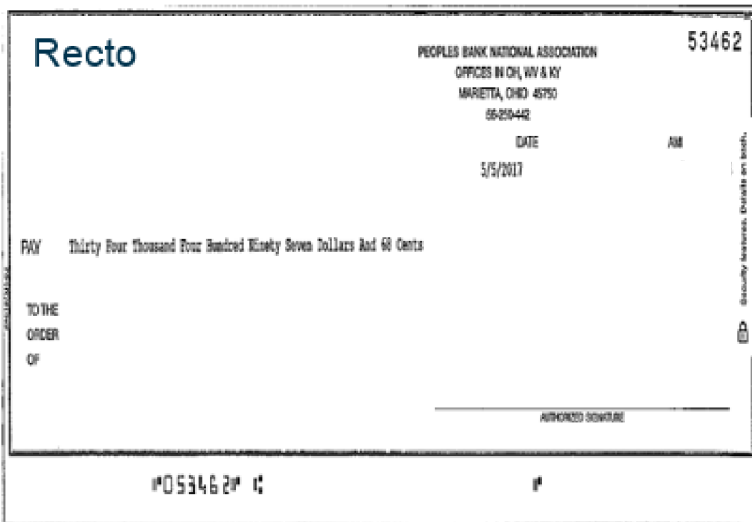 Recto
53462
PEOPLES BANK NATIONAL ASSOCIATION
OFFICES IN OH, WV & KY
MARIETTA, OHIO 45750
56-250-442
DATE
AM
5/5/2017
PAY Thirty Four Thousand Four Hundred Ninety Seven Dollars And 68 Cents
TO THE
ORDER
OF
AUTHORIZED SIGNATURE
Security features. Details on back.
⑈053462⑈ ⑆ ⑈